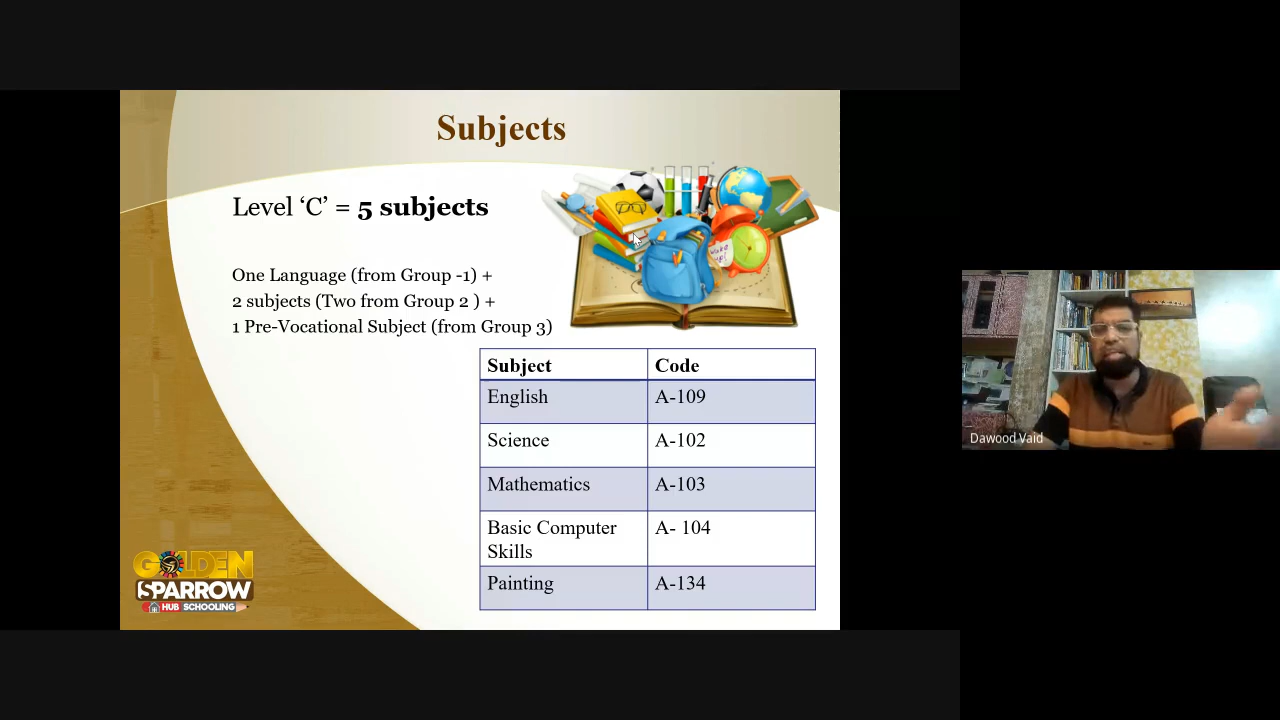 Subjects
Level ‘C’ = 5 subjects
One Language (from Group -1) +
2 subjects (Two from Group 2 ) +
1 Pre-Vocational Subject (from Group 3)
Subject Code
English A-109
Science A-102
Mathematics A-103
Basic Computer Skills A- 104
Painting A-134
Wake up!
GOLDEN
SPARROW
HUB SCHOOLING
Dawood Vaid